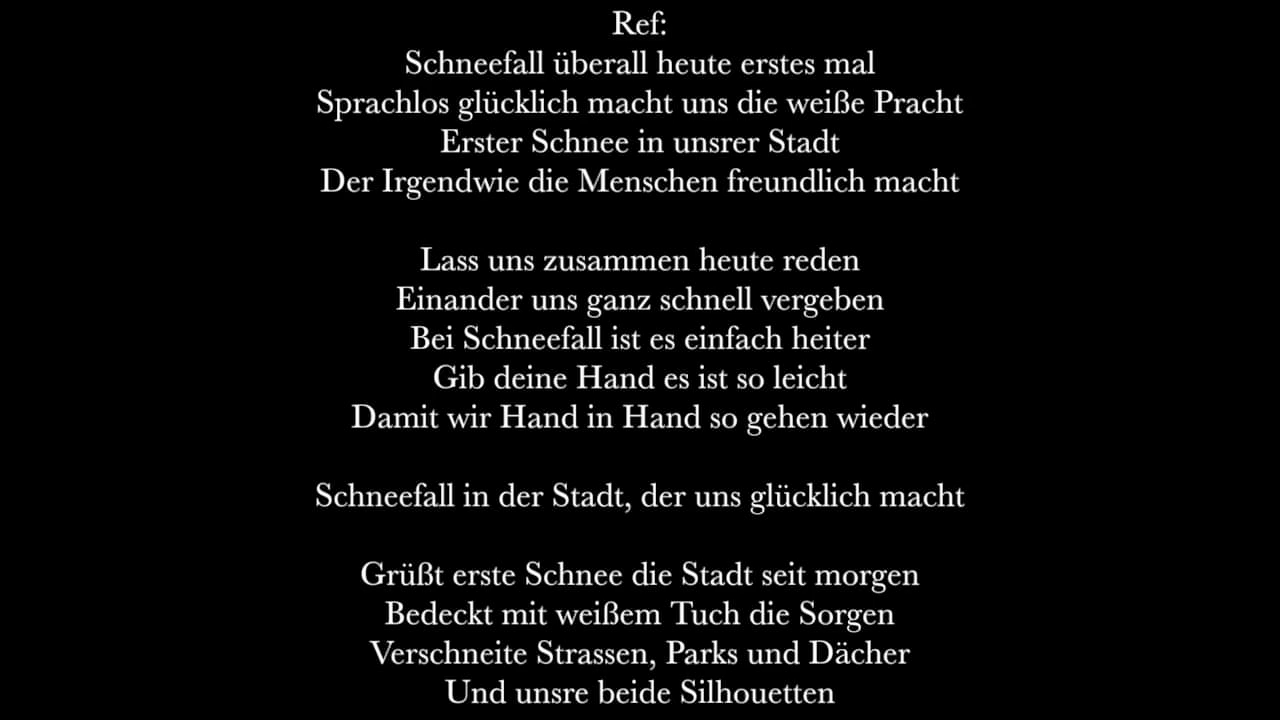 Ref:
Schneefall überall heute erstes mal
Sprachlos glücklich macht uns die weiße Pracht
Erster Schnee in unsrer Stadt
Der Irgendwie die Menschen freundlich macht
Lass uns zusammen heute reden
Einander uns ganz schnell vergeben
Bei Schneefall ist es einfach heiter
Gib deine Hand es ist so leicht
Damit wir Hand in Hand so gehen wieder
Schneefall in der Stadt, der uns glücklich macht
Grüßt erste Schnee die Stadt seit morgen
Bedeckt mit weißem Tuch die Sorgen
Verschneite Strassen, Parks und Dächer
Und unsre beide Silhouetten